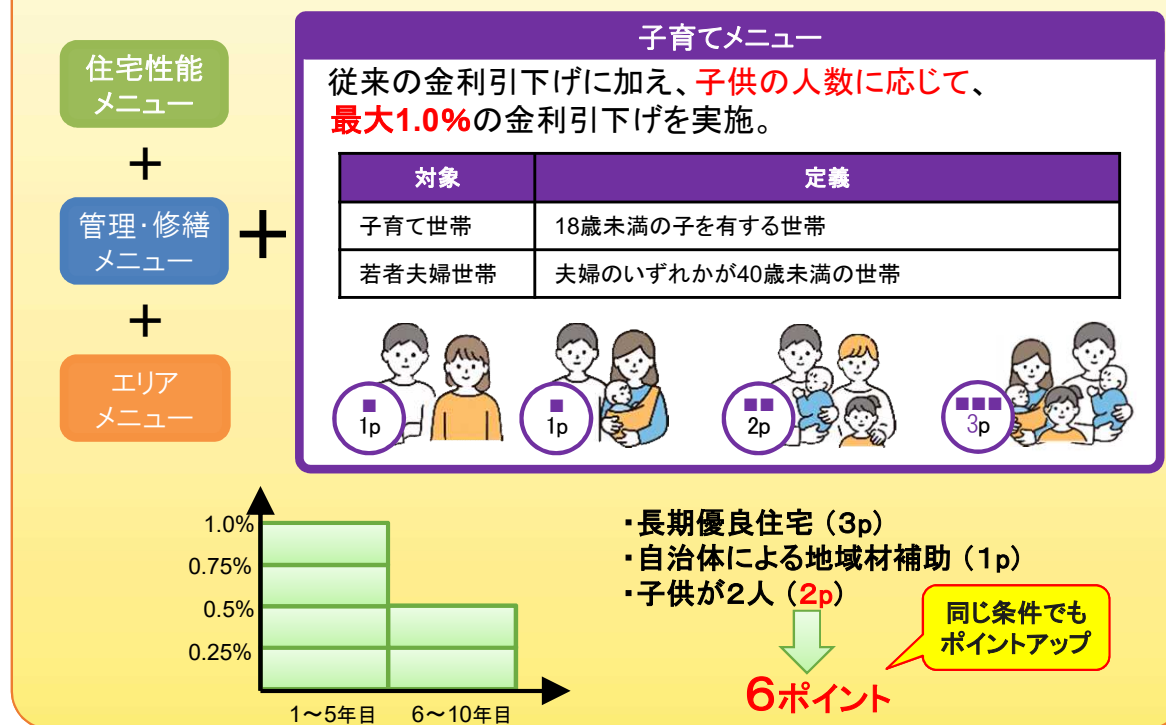 子育てメニュー
住宅性能
メニュー
+
管理・修繕
メニュー
+
エリア
メニュー
+
従来の金利引下げに加え、子供の人数に応じて、
最大1.0%の金利引下げを実施。
対象 定義
子育て世帯 18歳未満の子を有する世帯
若者夫婦世帯 夫婦のいずれかが40歳未満の世帯
1p
1p
2p
3p
1.0%
0.75%
0.5%
0.25%
1～5年目 6～10年目
・長期優良住宅（3p）
・自治体による地域材補助（1p）
・子供が2人（2p）
同じ条件でも
ポイントアップ
6ポイント